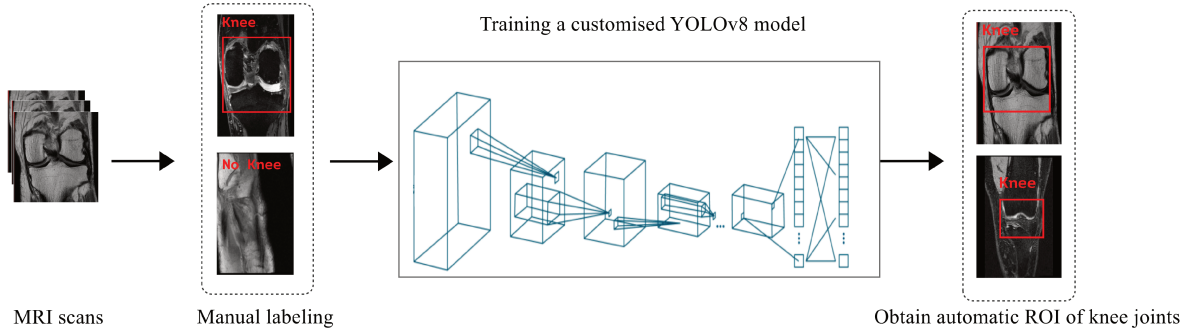 Training a customised YOLOv8 model
Knee
No Knee
Knee
Knee
MRI scans
Manual labeling
Obtain automatic ROI of knee joints